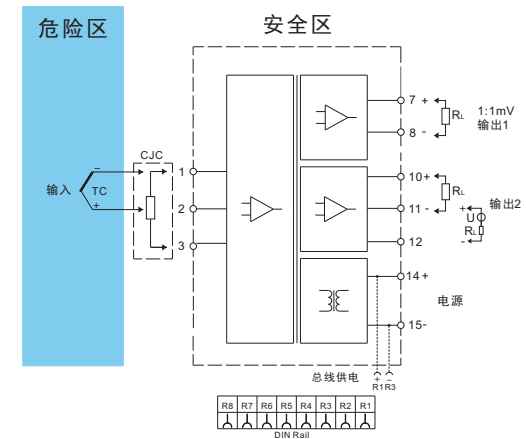 危险区
安全区
CJC
输入
TC
−
+
1
2
3
7 +
8 -
RL
1:1mV
输出1
10+
11 -
12
RL
+
U
RL
-
输出2
14+
15-
电源
总线供电
+ −
R1R3
R8 R7 R6 R5 R4 R3 R2 R1
DIN Rail